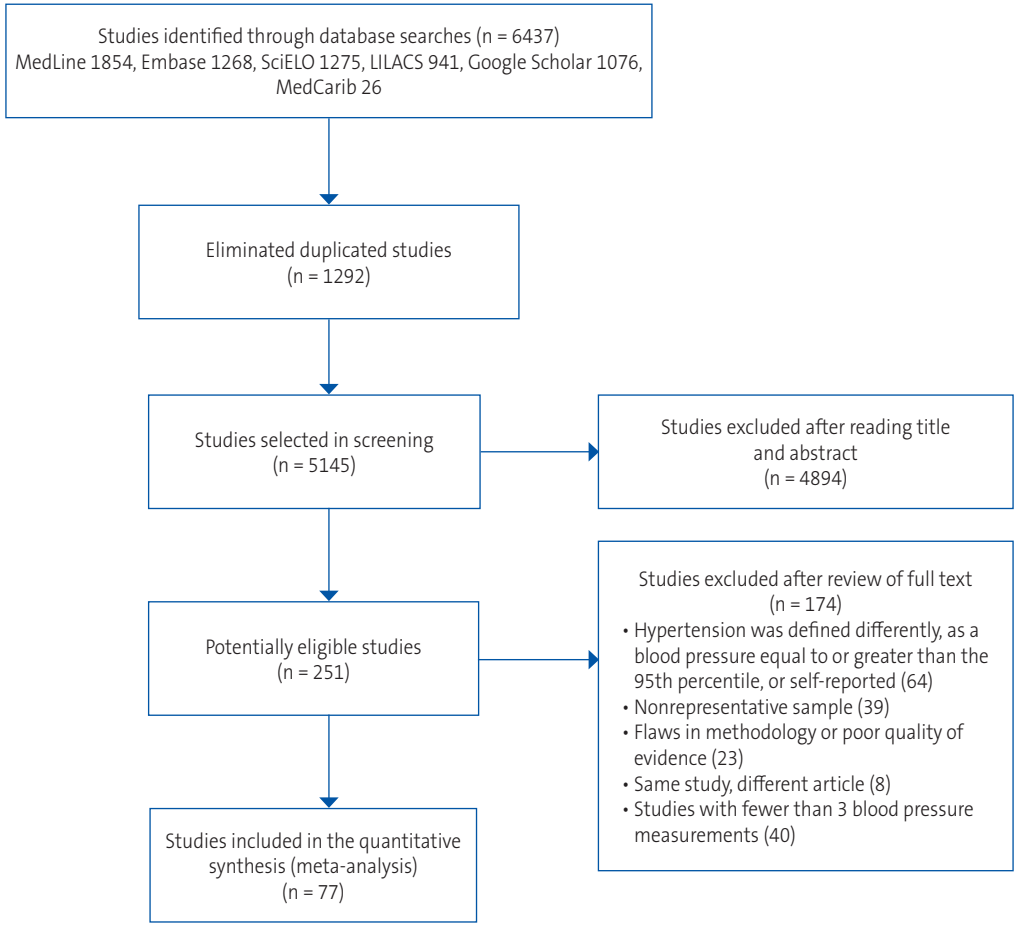 Studies identified through database searches (n = 6437)
MedLine 1854, Embase 1268, SciELO 1275, LILACS 941, Google Scholar 1076,
MedCarib 26
Eliminated duplicated studies
(n = 1292)
Studies selected in screening
(n = 5145)
Studies excluded after reading title
and abstract
(n = 4894)
Potentially eligible studies
(n = 251)
Studies excluded after review of full text
(n = 174)
• Hypertension was defined differently, as a
blood pressure equal to or greater than the
95th percentile, or self-reported (64)
• Nonrepresentative sample (39)
• Flaws in methodology or poor quality of
evidence (23)
• Same study, different article (8)
• Studies with fewer than 3 blood pressure
measurements (40)
Studies included in the quantitative
synthesis (meta-analysis)
(n = 77)